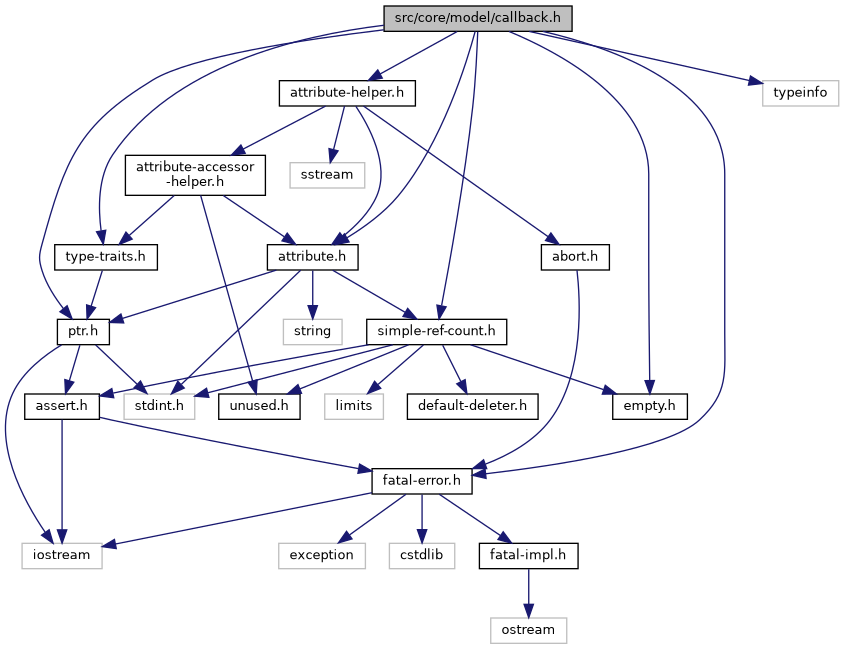 src/core/model/callback.h
attribute-helper.h
typeinfo
attribute-accessor
-helper.h
sstream
type-traits.h
attribute.h
abort.h
ptr.h
string
simple-ref-count.h
assert.h
stdint.h
unused.h
limits
default-deleter.h
empty.h
fatal-error.h
iostream
exception
cstdlib
fatal-impl.h
ostream